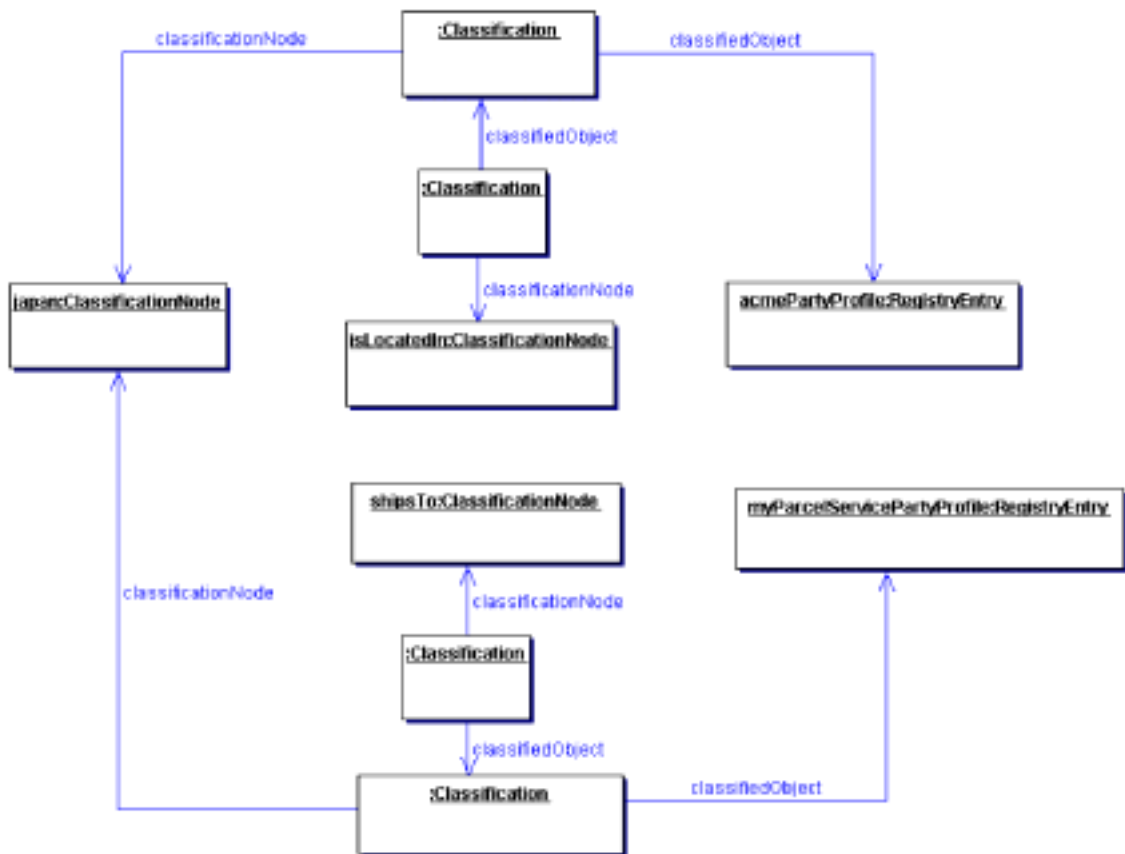 :Classification
classificationNode
classifiedObject
classifiedObject
:Classification
classificationNode
japan:ClassificationNode
acmePartyProfile:RegistryEntry
isLocatedIn:ClassificationNode
shipsTo:ClassificationNode
myParcelServicePartyProfile:RegistryEntry
classificationNode
classificationNode
:Classification
classifiedObject
classifiedObject
:Classification